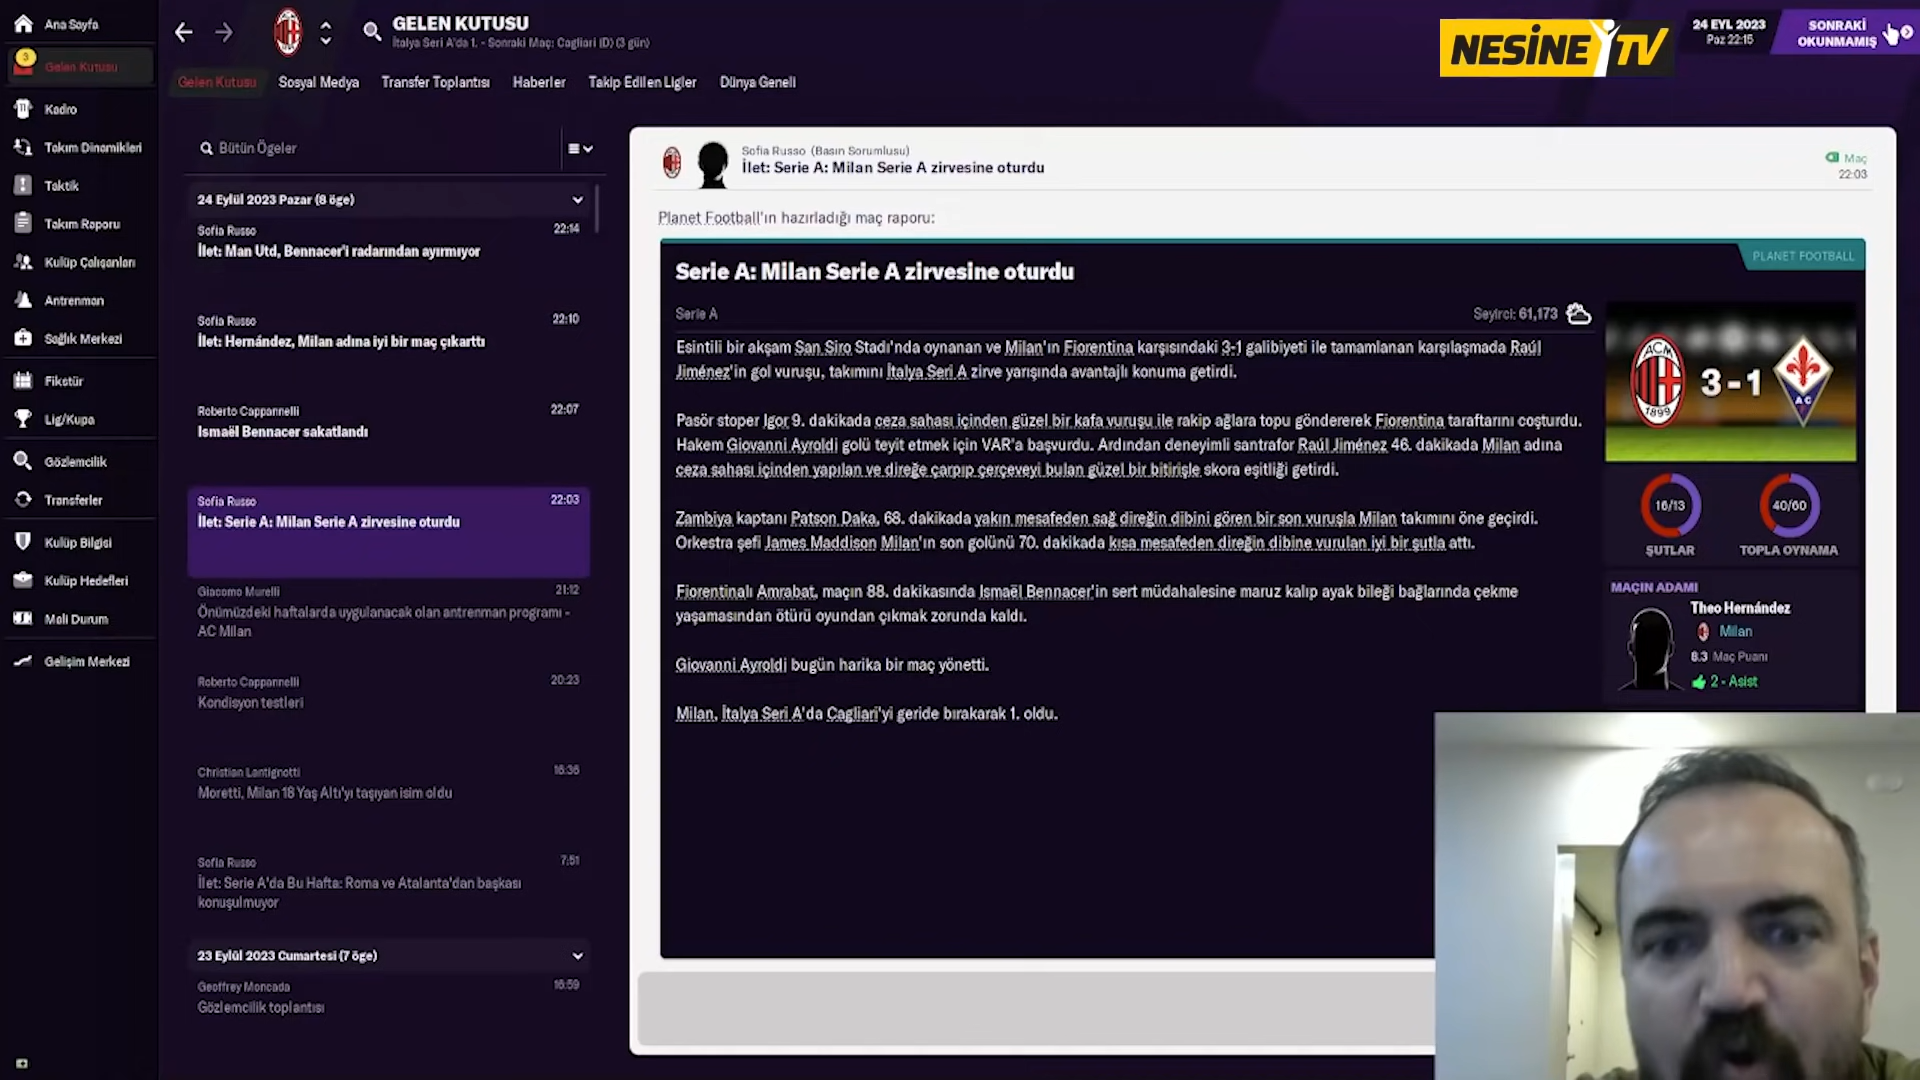 Ana Sayfa
3
Gelen Kutusu
Kadro
Takım Dinamikleri
Taktik
Takım Raporu
Kulüp Çalışanları
Antrenman
Sağlık Merkezi
Fikstür
Lig/Kupa
Gözlemcilik
Transferler
Kulüp Bilgisi
Kulüp Hedefleri
Mali Durum
Gelişim Merkezi
GELEN KUTUSU
İtalya Seri A'da 1. - Sonraki Maç: Cagliari (D) (3 gün)
NESİNE TV
24 EYL 2023
Paz 22:15
SONRAKİ
OKUNMAMIŞ
Gelen Kutusu Sosyal Medya Transfer Toplantısı Haberler Takip Edilen Ligler Dünya Geneli
Bütün Ögeler
24 Eylül 2023 Pazar (8 öge)
Sofia Russo 22:14
İlet: Man Utd, Bennacer'i radarından ayırmıyor
Sofia Russo 22:10
İlet: Hernández, Milan adına iyi bir maç çıkarttı
Roberto Cappannelli 22:07
Ismaël Bennacer sakatlandı
Sofia Russo 22:03
İlet: Serie A: Milan Serie A zirvesine oturdu
Giacomo Murelli 21:12
Önümüzdeki haftalarda uygulanacak olan antrenman programı -
AC Milan
Roberto Cappannelli 20:23
Kondisyon testleri
Christian Lantignotti 16:36
Moretti, Milan 18 Yaş Altı'yı taşıyan isim oldu
Sofia Russo 7:51
İlet: Serie A'da Bu Hafta: Roma ve Atalanta'dan başkası
konuşulmuyor
23 Eylül 2023 Cumartesi (7 öge)
Geoffrey Moncada 16:59
Gözlemcilik toplantısı
Sofia Russo (Basın Sorumlusu)
İlet: Serie A: Milan Serie A zirvesine oturdu
Maç
22:03
Planet Football'ın hazırladığı maç raporu:
PLANET FOOTBALL
Serie A: Milan Serie A zirvesine oturdu
Serie A Seyirci: 61,173
Esintili bir akşam San Siro Stadı'nda oynanan ve Milan'ın Fiorentina karşısındaki 3-1 galibiyeti ile tamamlanan karşılaşmada Raúl
Jiménez'in gol vuruşu, takımını İtalya Seri A zirve yarışında avantajlı konuma getirdi.
Pasör stoper Igor 9. dakikada ceza sahası içinden güzel bir kafa vuruşu ile rakip ağlara topu göndererek Fiorentina taraftarını coşturdu.
Hakem Giovanni Ayroldi golü teyit etmek için VAR'a başvurdu. Ardından deneyimli santrafor Raúl Jiménez 46. dakikada Milan adına
ceza sahası içinden yapılan ve direğe çarpıp çerçeveyi bulan güzel bir bitirişle skora eşitliği getirdi.
Zambiya kaptanı Patson Daka, 68. dakikada yakın mesafeden sağ direğin dibini gören bir son vuruşla Milan takımını öne geçirdi.
Orkestra şefi James Maddison Milan'ın son golünü 70. dakikada kısa mesafeden direğin dibine vurulan iyi bir şutla attı.
Fiorentinalı Amrabat, maçın 88. dakikasında Ismaël Bennacer'in sert müdahalesine maruz kalıp ayak bileği bağlarında çekme
yaşamasından ötürü oyundan çıkmak zorunda kaldı.
Giovanni Ayroldi bugün harika bir maç yönetti.
Milan, İtalya Seri A'da Cagliari'yi geride bırakarak 1. oldu.
ACM
1899
3 - 1
AC
16/13
ŞUTLAR
40/60
TOPLA OYNAMA
MAÇIN ADAMI
Theo Hernández
Milan
8.3 Maç Puanı
2 - Asist